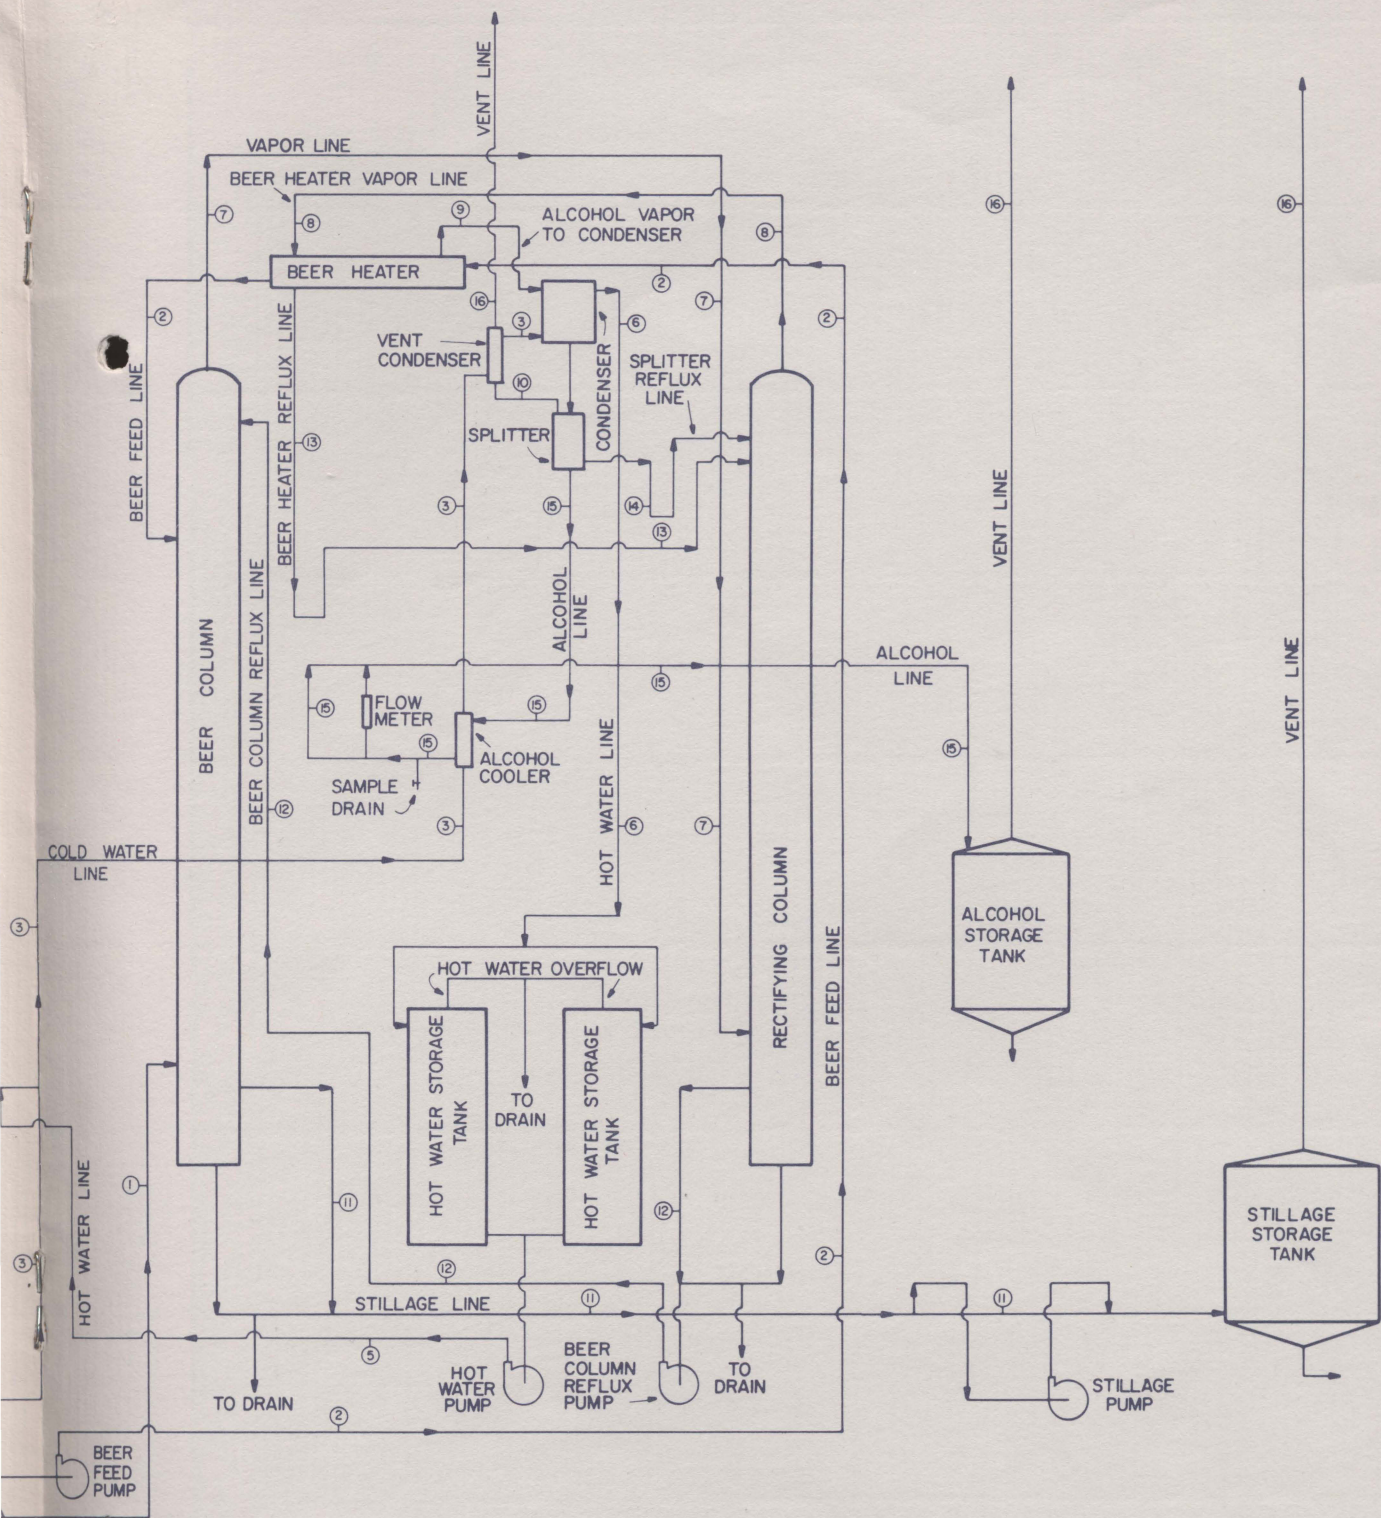 VENT LINE
VAPOR LINE
BEER HEATER VAPOR LINE
7
8
9
ALCOHOL VAPOR
TO CONDENSER
8
16
16
BEER HEATER
2
2
16
3
6
7
2
VENT
CONDENSER
CONDENSER
SPLITTER
REFLUX
LINE
10
BEER FEED LINE
BEER HEATER REFLUX LINE
13
SPLITTER
3
15
14
13
VENT LINE
BEER COLUMN
BEER COLUMN REFLUX LINE
ALCOHOL
LINE
ALCOHOL
LINE
VENT LINE
15
15
FLOW
METER
15
15
15
HOT WATER LINE
ALCOHOL
COOLER
SAMPLE
DRAIN
12
3
6
7
COLD WATER
LINE
RECTIFYING COLUMN
3
ALCOHOL
STORAGE
TANK
HOT WATER OVERFLOW
BEER FEED LINE
HOT WATER STORAGE
TANK
HOT WATER STORAGE
TANK
TO
DRAIN
HOT WATER LINE
1
11
12
STILLAGE
STORAGE
TANK
3
12
2
STILLAGE LINE
11
11
5
HOT
WATER
PUMP
BEER
COLUMN
REFLUX
PUMP
TO
DRAIN
STILLAGE
PUMP
TO DRAIN
2
BEER
FEED
PUMP